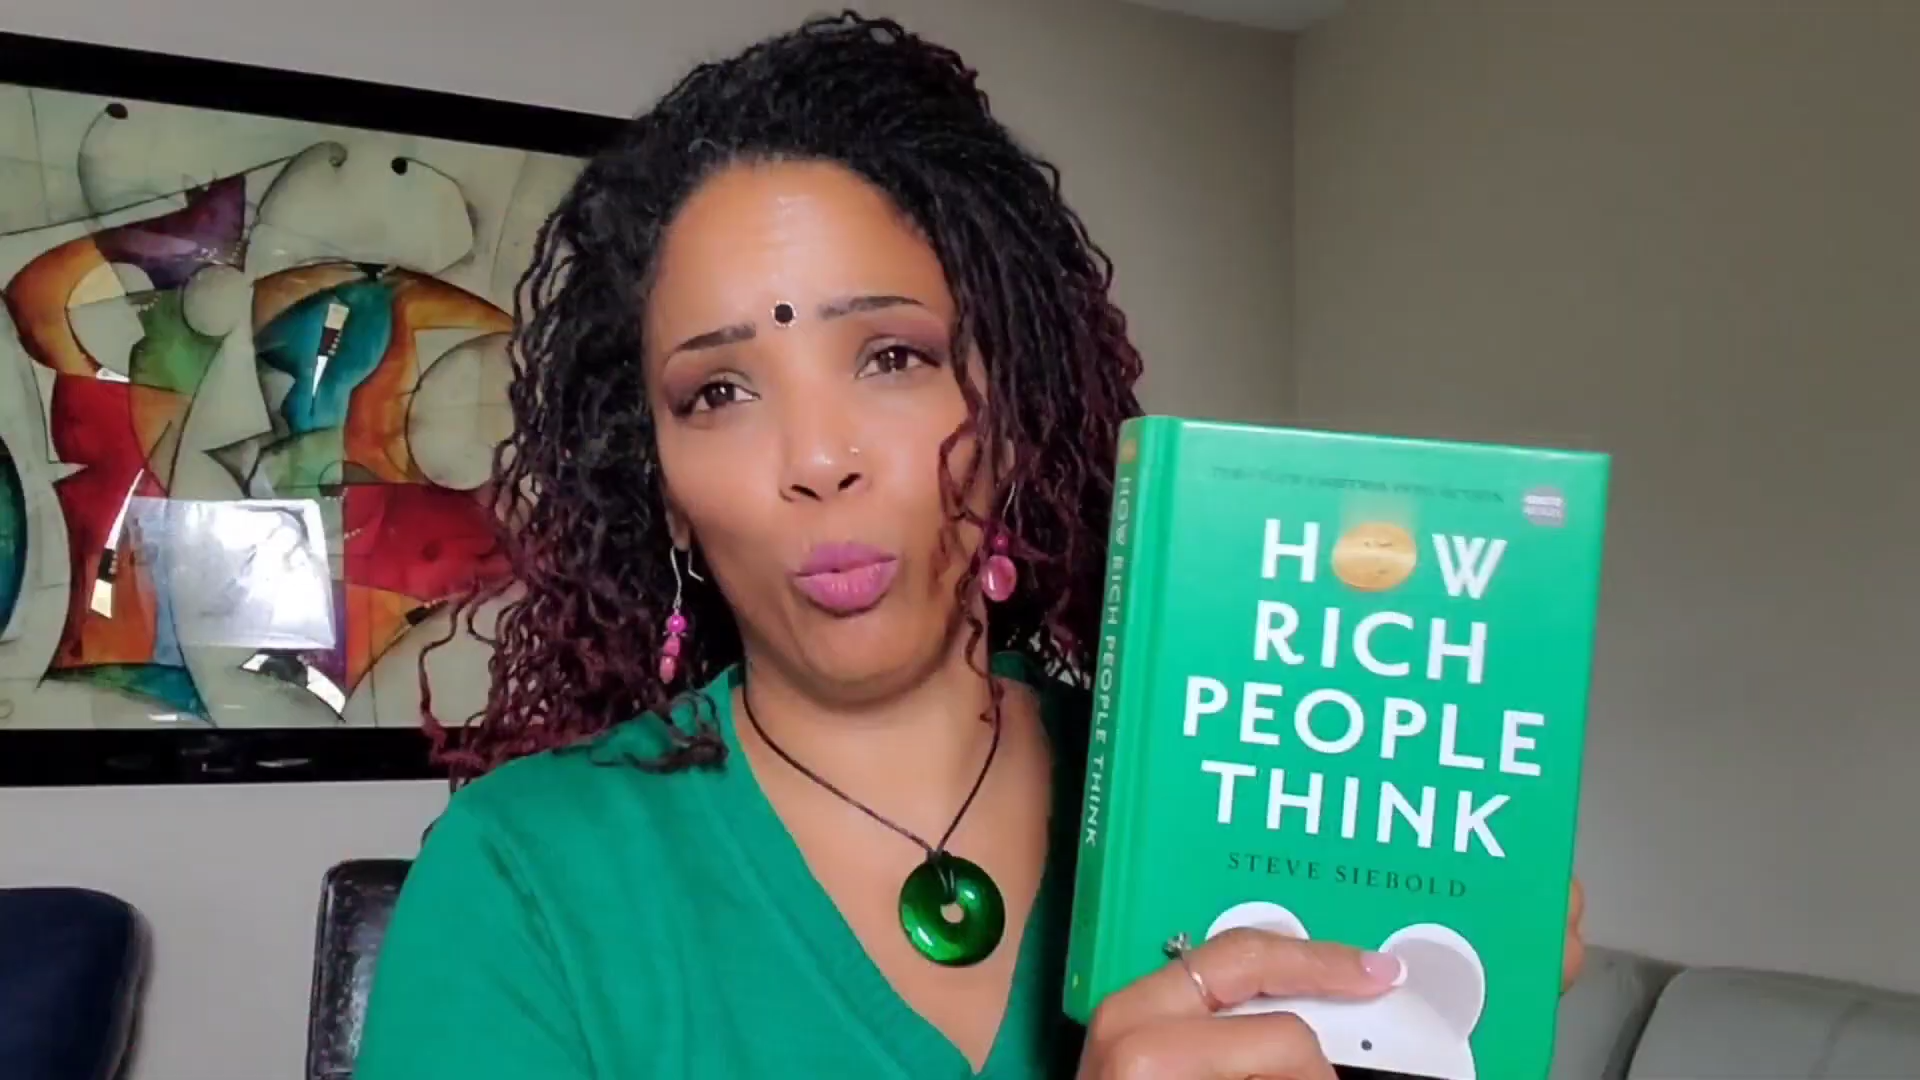 HOW
RICH
PEOPLE
THINK
STEVE SIEBOLD
HOW RICH PEOPLE THINK